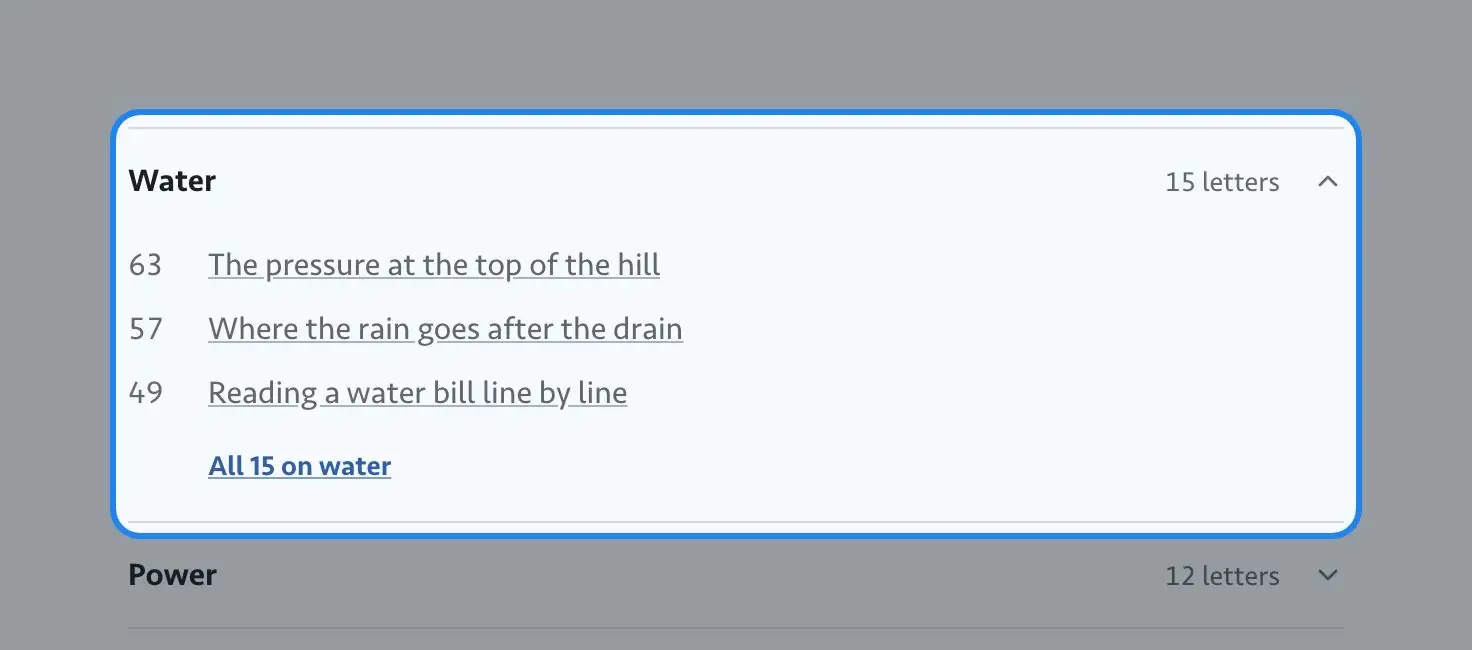 Water 15 letters
63 The pressure at the top of the hill
57 Where the rain goes after the drain
49 Reading a water bill line by line
All 15 on water
Power 12 letters